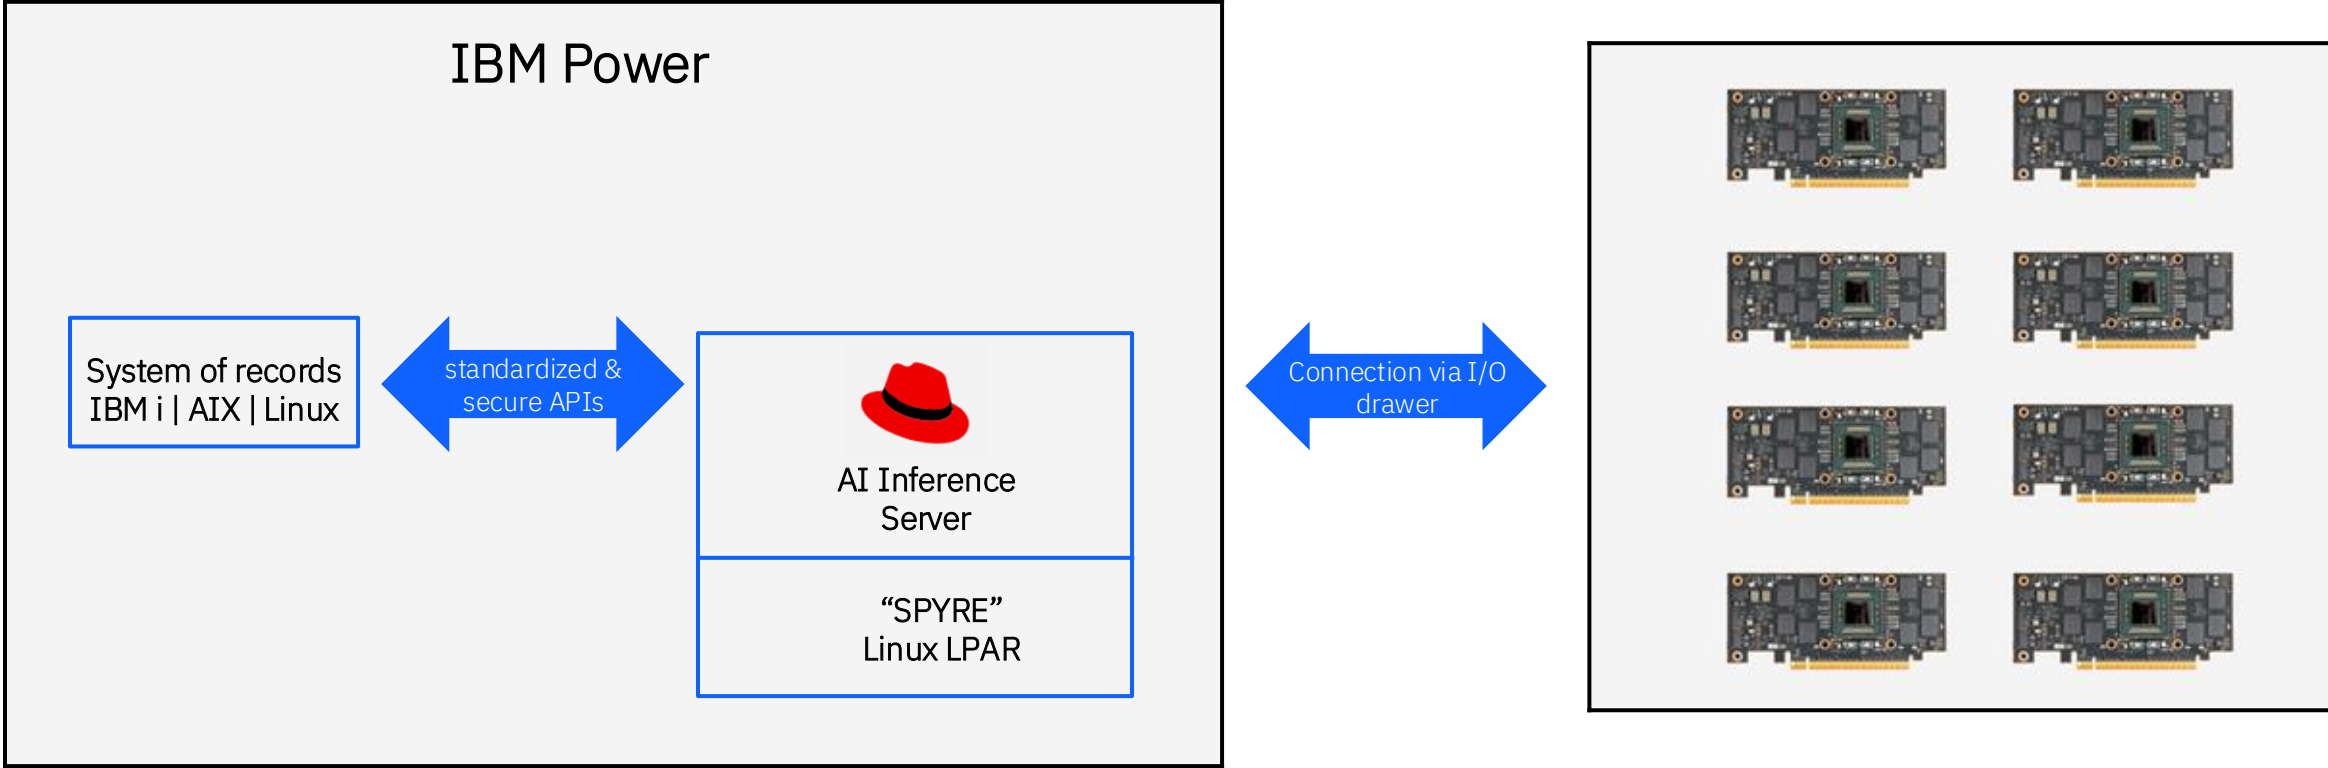 IBM Power
System of records
IBM i | AIX | Linux
standardized &
secure APIs
AI Inference
Server
“SPYRE”
Linux LPAR
Connection via I/O
drawer